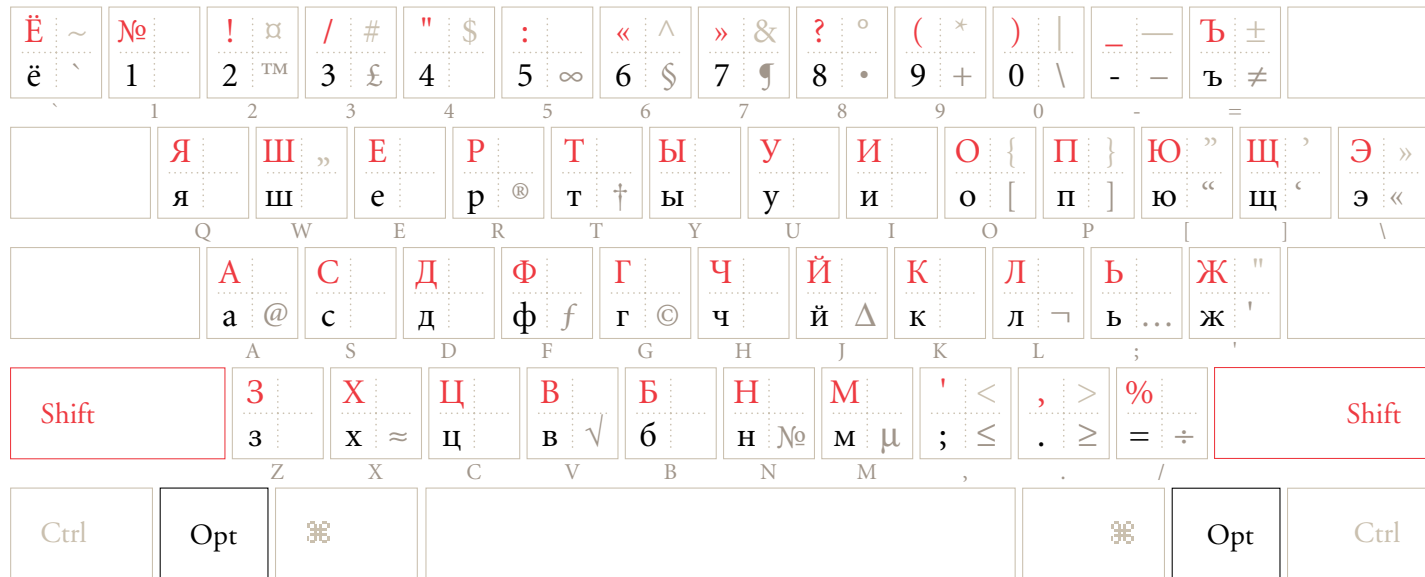 Ё ~ № ! ¤ / # " $ : « ^ » & ? ° ( * ) | _ — Ъ ±
ё ` 1 2 ™ 3 £ 4 5 ∞ 6 § 7 ¶ 8 • 9 + 0 \ - – ъ ≠
` 1 2 3 4 5 6 7 8 9 0 - =
Я Ш „ Е Р Т Ы У И О { П } Ю ” Щ ’ Э »
я ш е р ® т † ы у и о [ п ] ю “ щ ‘ э «
Q W E R T Y U I O P [ ] \
А С Д Ф Г Ч Й К Л Ь Ж "
а @ с д ф ƒ г © ч й ∆ к л ¬ ь … ж '
A S D F G H J K L ; '
Shift З Х Ц В Б Н М ' < , > % Shift
з х ≈ ц в √ б н № м µ ; ≤ . ≥ = ÷
Z X C V B N M , . /
Ctrl Opt ⌘ ⌘ Opt Ctrl